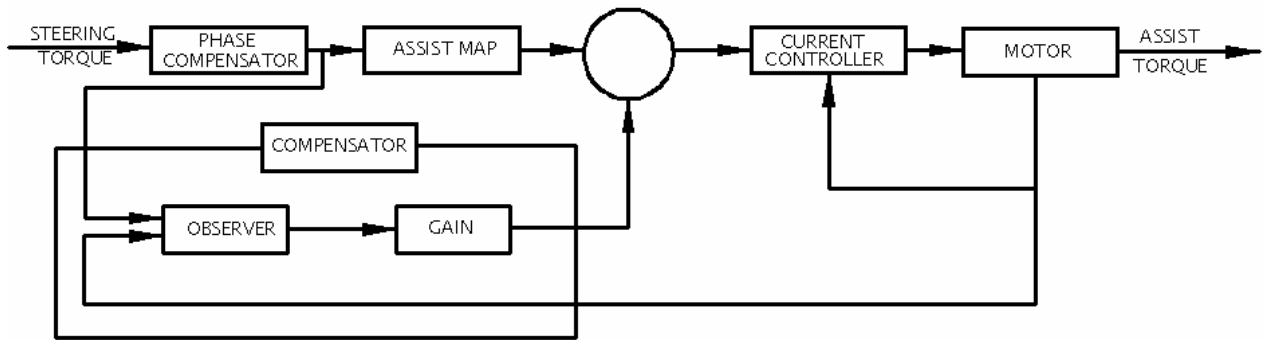 STEERING
TORQUE
PHASE
COMPENSATOR
ASSIST MAP
CURRENT
CONTROLLER
MOTOR
ASSIST
TORQUE
COMPENSATOR
OBSERVER
GAIN